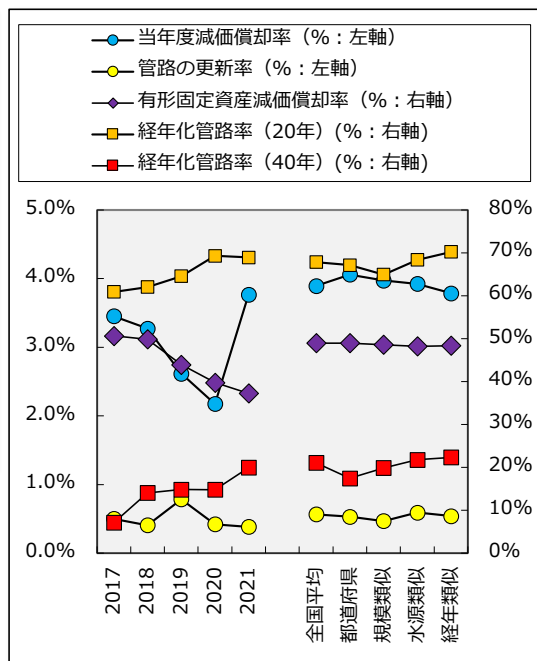 当年度減価償却率（%：左軸）
管路の更新率（%：左軸）
有形固定資産減価償却率（%：右軸）
経年化管路率（20年）(%：右軸)
経年化管路率（40年）(%：右軸)
5.0%
4.0%
3.0%
2.0%
1.0%
0.0%
80%
70%
60%
50%
40%
30%
20%
10%
0%
2017
2018
2019
2020
2021
全国平均
都道府県
規模類似
水源類似
経年類似